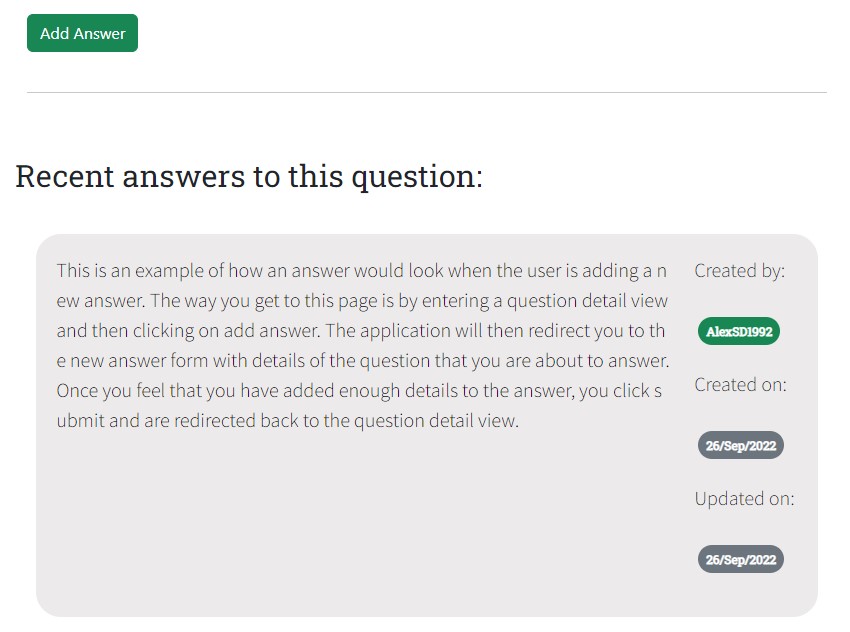 Add Answer
Recent answers to this question:
This is an example of how an answer would look when the user is adding a n
ew answer. The way you get to this page is by entering a question detail view
and then clicking on add answer. The application will then redirect you to th
e new answer form with details of the question that you are about to answer.
Once you feel that you have added enough details to the answer, you click s
ubmit and are redirected back to the question detail view.
Created by:
AlexSD1992
Created on:
26/Sep/2022
Updated on:
26/Sep/2022